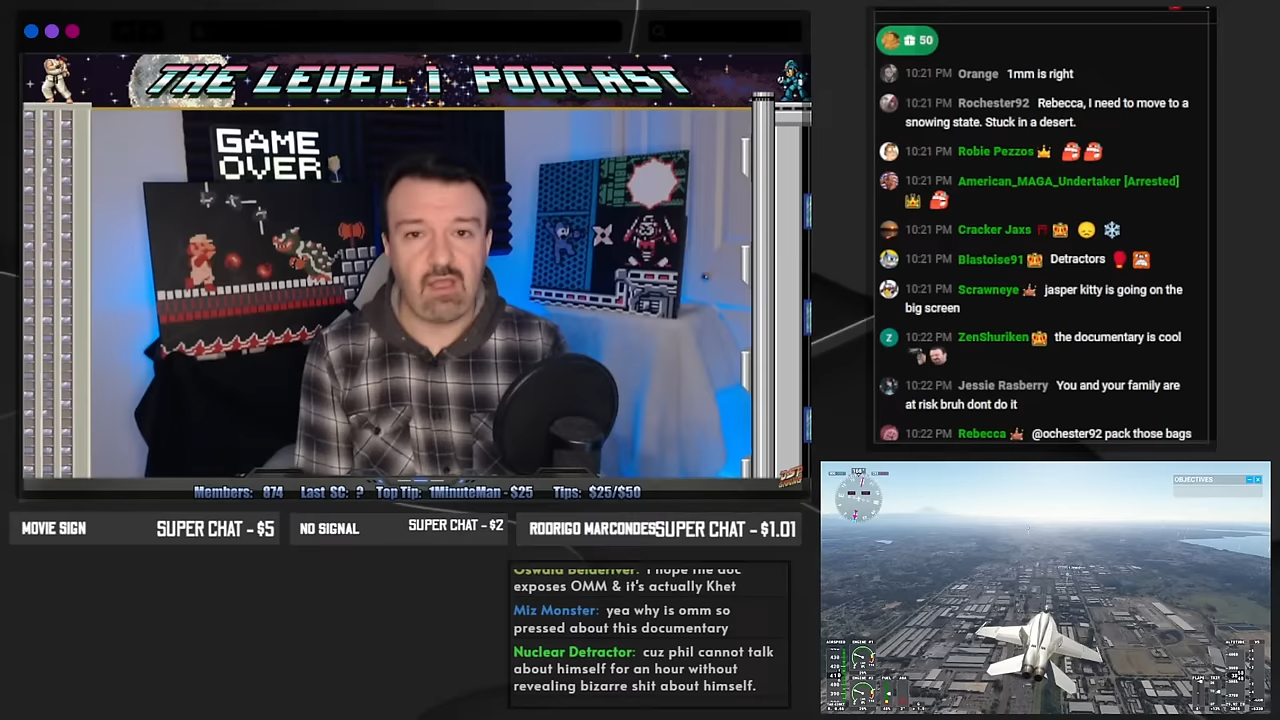 THE LEVEL 1 PODCAST
GAME
OVER
Members: 874 Last SC: ? Top Tip: 1MinuteMan - $25 Tips: $25/$50
MOVIE SIGN SUPER CHAT - $5
NO SIGNAL SUPER CHAT - $2
RODRIGO MARCONDES SUPER CHAT - $1.01
50
10:21 PM Orange 1mm is right
10:21 PM Rochester92 Rebecca, I need to move to a
snowing state. Stuck in a desert.
10:21 PM Robie Pezzos
10:21 PM American_MAGA_Undertaker [Arrested]
10:21 PM Cracker Jaxs
10:21 PM Blastoise91 Detractors
10:21 PM Scrawneye jasper kitty is going on the
big screen
Z 10:22 PM ZenShuriken the documentary is cool
10:22 PM Jessie Rasberry You and your family are
at risk bruh dont do it
10:22 PM Rebecca @ochester92 pack those bags
Oswald Belderiver: I hope the doc
exposes OMM & it's actually Khet
Miz Monster: yea why is omm so
pressed about this documentary
Nuclear Detractor: cuz phil cannot talk
about himself for an hour without
revealing bizarre shit about himself.
OBJECTIVES